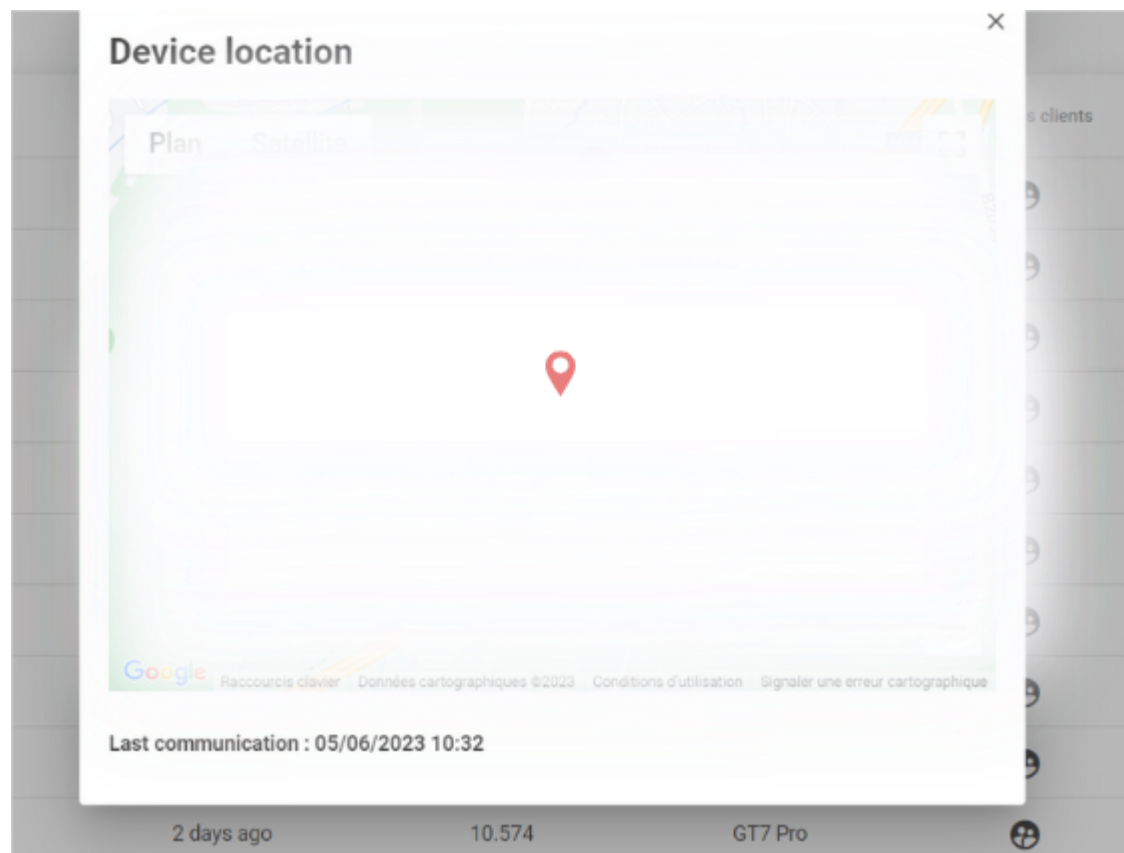 Device location
s clients
Plan Satellite
Google Raccourcis clavier Données cartographiques ©2023 Conditions d'utilisation Signaler une erreur cartographique
Last communication : 05/06/2023 10:32
2 days ago 10.574 GT7 Pro